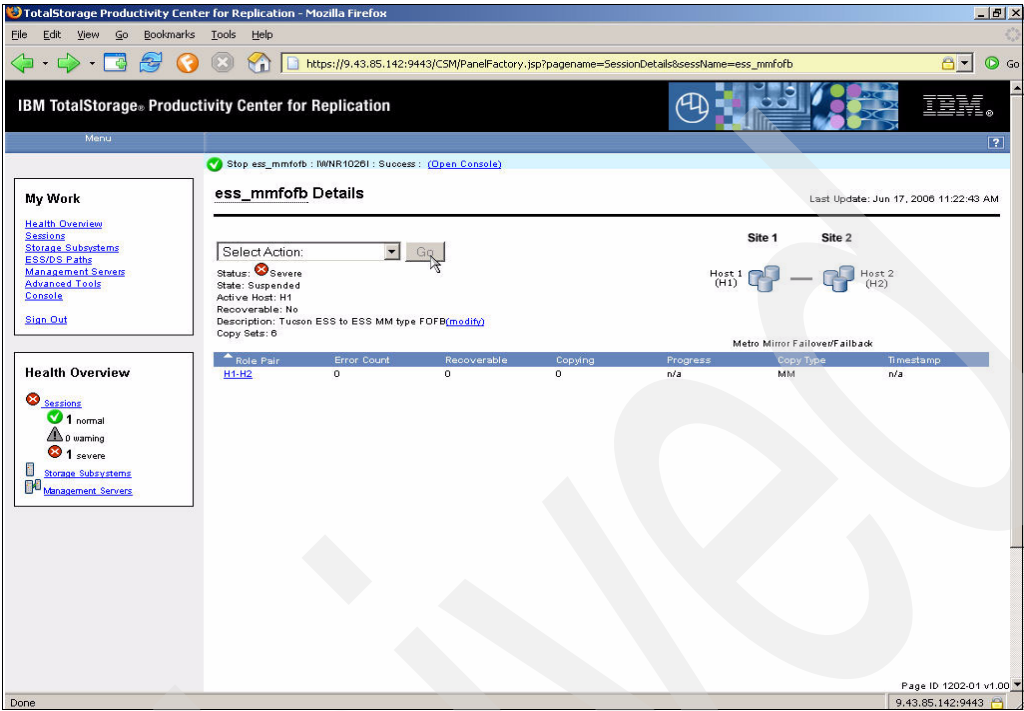 TotalStorage Productivity Center for Replication - Mozilla Firefox
File Edit View Go Bookmarks Tools Help
https://9.43.85.142:9443/CSM/PanelFactory.jsp?pagename=SessionDetails&sessName=ess_mmfofb
Go
IBM TotalStorage® Productivity Center for Replication
IBM®
Menu
?
Stop ess_mmfofb : IWNR1026I : Success : (Open Console)
My Work
Health Overview
Sessions
Storage Subsystems
ESS/DS Paths
Management Servers
Advanced Tools
Console
Sign Out
Health Overview
Sessions
1 normal
0 warning
1 severe
Storage Subsystems
Management Servers
ess_mmfofb Details
Last Update: Jun 17, 2006 11:22:43 AM
Select Action: Go
Status: Severe
State: Suspended
Active Host: H1
Recoverable: No
Description: Tucson ESS to ESS MM type FOFB(modify)
Copy Sets: 6
Site 1 Site 2
Host 1 (H1)
Host 2 (H2)
Metro Mirror Failover/Failback
Role Pair Error Count Recoverable Copying Progress Copy Type Timestamp
H1-H2 0 0 0 n/a MM n/a
Page ID 1202-01 v1.00
Done
9.43.85.142:9443